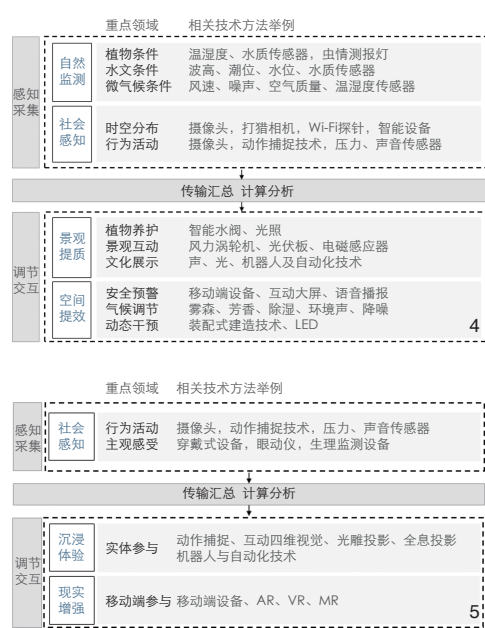 重点领域 相关技术方法举例
感知采集
自然监测
植物条件 温湿度、水质传感器，虫情测报灯
水文条件 波高、潮位、水位、水质传感器
微气候条件 风速、噪声、空气质量、温湿度传感器
社会感知
时空分布 摄像头，打猎相机，Wi-Fi探针，智能设备
行为活动 摄像头，动作捕捉技术，压力、声音传感器
传输汇总 计算分析
调节交互
景观提质
植物养护 智能水阀、光照
景观互动 风力涡轮机、光伏板、电磁感应器
文化展示 声、光、机器人及自动化技术
空间提效
安全预警 移动端设备、互动大屏、语音播报
气候调节 雾森、芳香、除湿、环境声、降噪
动态干预 装配式建造技术、LED
4
重点领域 相关技术方法举例
感知采集
社会感知
行为活动 摄像头，动作捕捉技术，压力、声音传感器
主观感受 穿戴式设备，眼动仪，生理监测设备
传输汇总 计算分析
调节交互
沉浸体验
实体参与 动作捕捉、互动四维视觉、光雕投影、全息投影
机器人与自动化技术
现实增强
移动端参与 移动端设备、AR、VR、MR
5